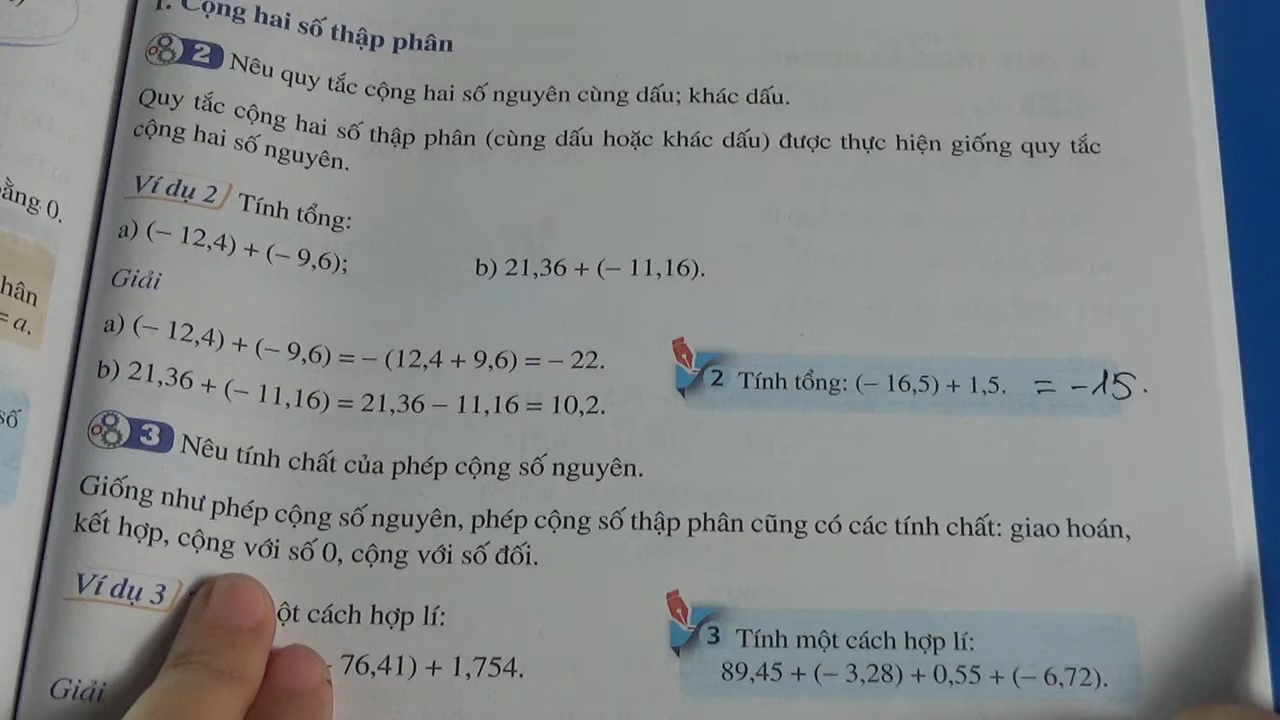 Cộng hai số thập phân
2 Nêu quy tắc cộng hai số nguyên cùng dấu; khác dấu.
Quy tắc cộng hai số thập phân (cùng dấu hoặc khác dấu) được thực hiện giống quy tắc
cộng hai số nguyên.
ằng 0.
Ví dụ 2 Tính tổng:
a) (– 12,4) + (– 9,6);
b) 21,36 + (– 11,16).
Giải
hân
= a.
a) (– 12,4) + (– 9,6) = – (12,4 + 9,6) = – 22.
b) 21,36 + (– 11,16) = 21,36 – 11,16 = 10,2.
2 Tính tổng: (– 16,5) + 1,5. = -15.
số
3 Nêu tính chất của phép cộng số nguyên.
Giống như phép cộng số nguyên, phép cộng số thập phân cũng có các tính chất: giao hoán,
kết hợp, cộng với số 0, cộng với số đối.
Ví dụ 3 ột cách hợp lí:
76,41) + 1,754.
Giải
3 Tính một cách hợp lí:
89,45 + (– 3,28) + 0,55 + (– 6,72).